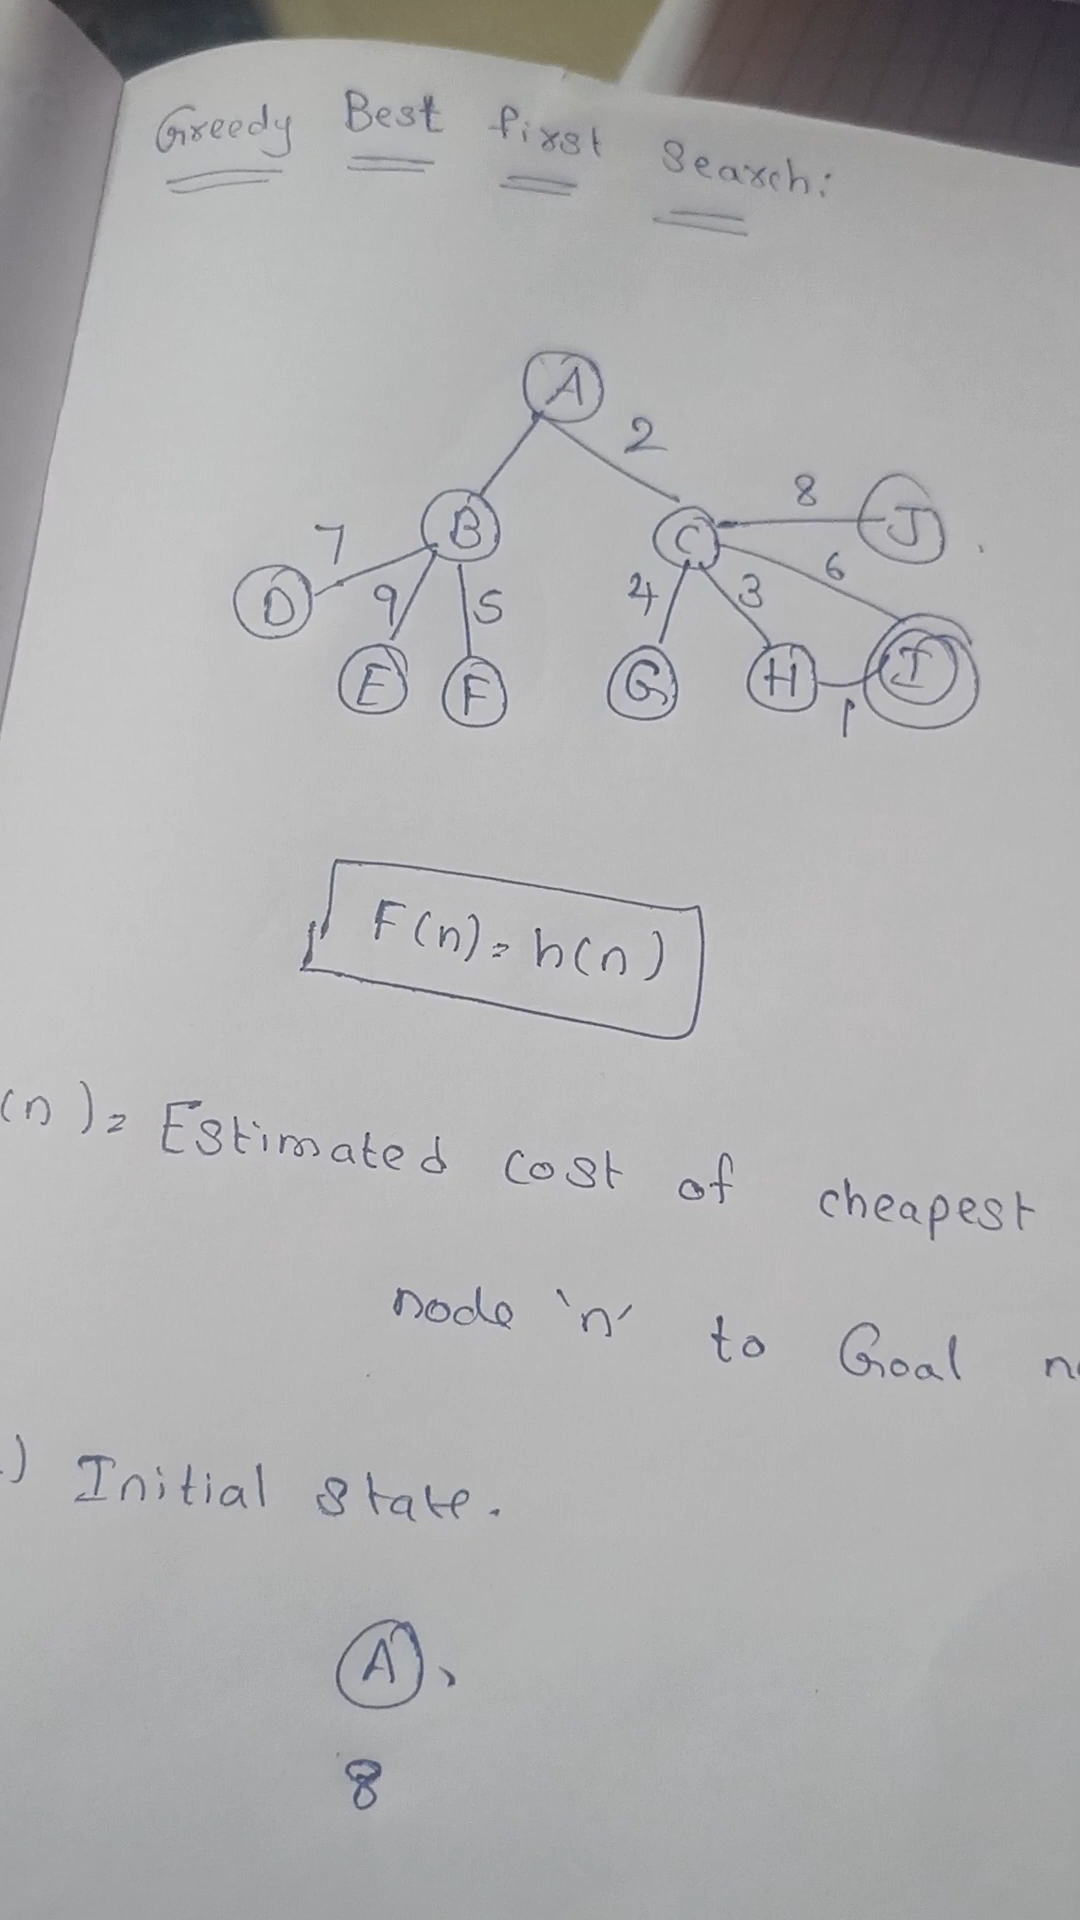 Greedy Best first Search:
A
2
8
J
B
C
7
6
D
9
5
4
3
E
F
G
H
I
1
F(n) = h(n)
(n) = Estimated cost of cheapest
node 'n' to Goal
) Initial state.
A
8